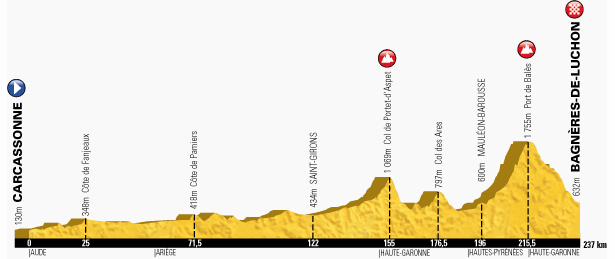 130m CARCASSONNE
348m Côte de Fanjeaux
418m Côte de Pamiers
434m SAINT-GIRONS
1 069m Col de Portet-d'Aspet
797m Col des Ares
600m MAULÉON-BAROUSSE
1 755m Port de Balès
632m BAGNÈRES-DE-LUCHON
0 25 71,5 122 155 176,5 196 215,5 237 km
|AUDE |ARIÈGE |HAUTE-GARONNE |HAUTES-PYRÉNÉES |HAUTE-GARONNE